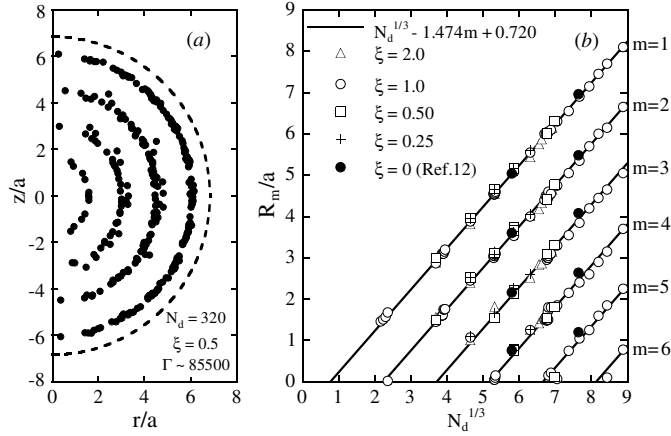 (a)
8
6
4
2
0
-2
-4
-6
-8
z/a
N_d = 320
ξ = 0.5
Γ ~ 85500
0 2 4 6 8
r/a
(b)
9
8
7
6
5
4
3
2
1
0
R_m/a
N_d^{1/3} - 1.474m + 0.720
ξ = 2.0
ξ = 1.0
ξ = 0.50
ξ = 0.25
ξ = 0 (Ref.12)
m=1
m=2
m=3
m=4
m=5
m=6
0 1 2 3 4 5 6 7 8 9
N_d^{1/3}